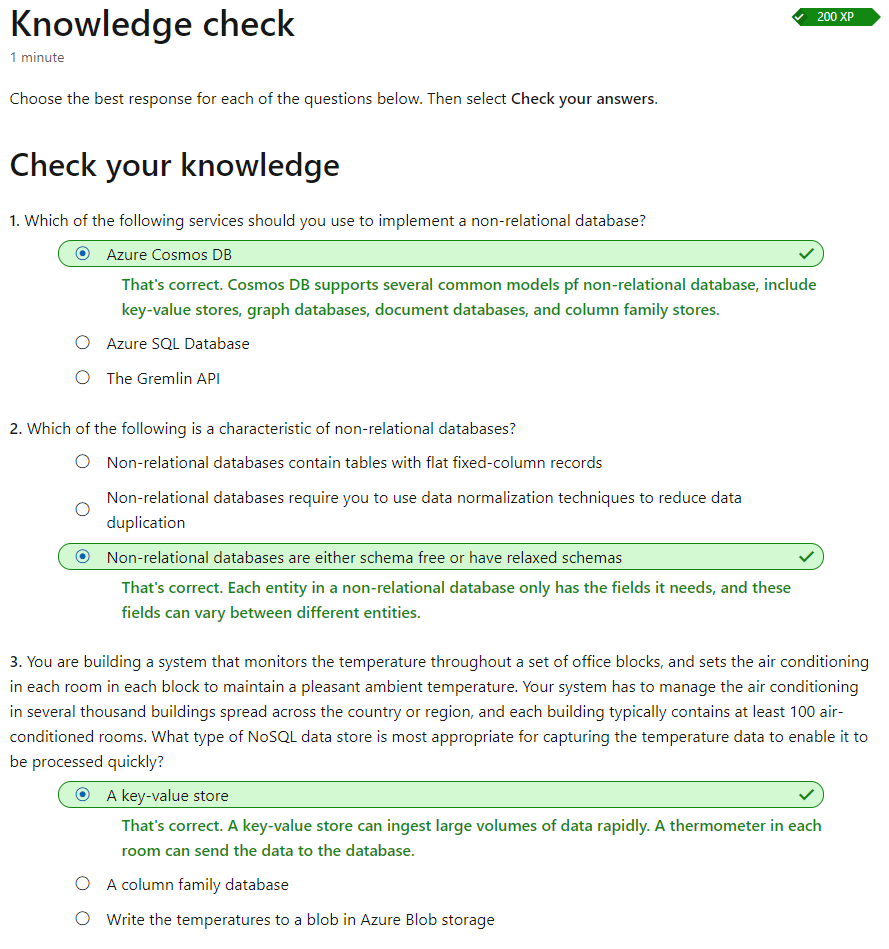 Knowledge check
200 XP
1 minute
Choose the best response for each of the questions below. Then select Check your answers.
Check your knowledge
1. Which of the following services should you use to implement a non-relational database?
Azure Cosmos DB
That's correct. Cosmos DB supports several common models pf non-relational database, include
key-value stores, graph databases, document databases, and column family stores.
Azure SQL Database
The Gremlin API
2. Which of the following is a characteristic of non-relational databases?
Non-relational databases contain tables with flat fixed-column records
Non-relational databases require you to use data normalization techniques to reduce data
duplication
Non-relational databases are either schema free or have relaxed schemas
That's correct. Each entity in a non-relational database only has the fields it needs, and these
fields can vary between different entities.
3. You are building a system that monitors the temperature throughout a set of office blocks, and sets the air conditioning
in each room in each block to maintain a pleasant ambient temperature. Your system has to manage the air conditioning
in several thousand buildings spread across the country or region, and each building typically contains at least 100 air-
conditioned rooms. What type of NoSQL data store is most appropriate for capturing the temperature data to enable it to
be processed quickly?
A key-value store
That's correct. A key-value store can ingest large volumes of data rapidly. A thermometer in each
room can send the data to the database.
A column family database
Write the temperatures to a blob in Azure Blob storage